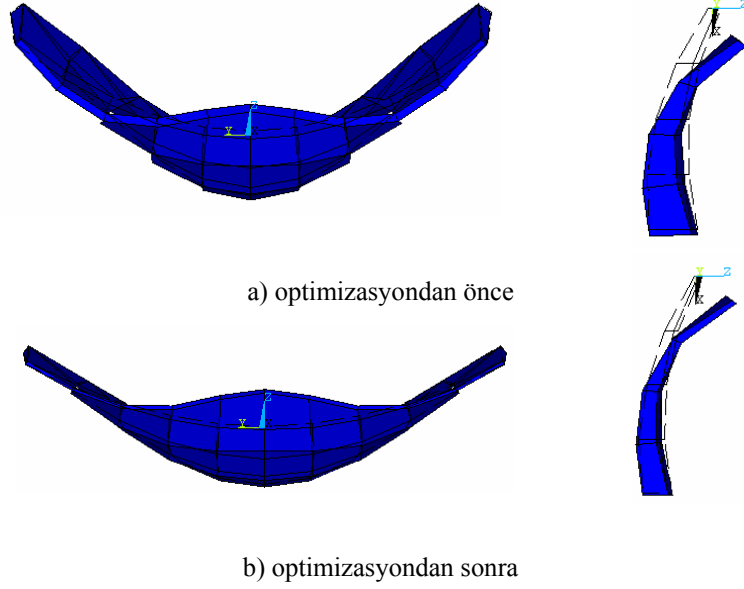 Y
Z
X
Z
Y
X
a) optimizasyondan önce
Y
Z
X
Z
Y
X
b) optimizasyondan sonra